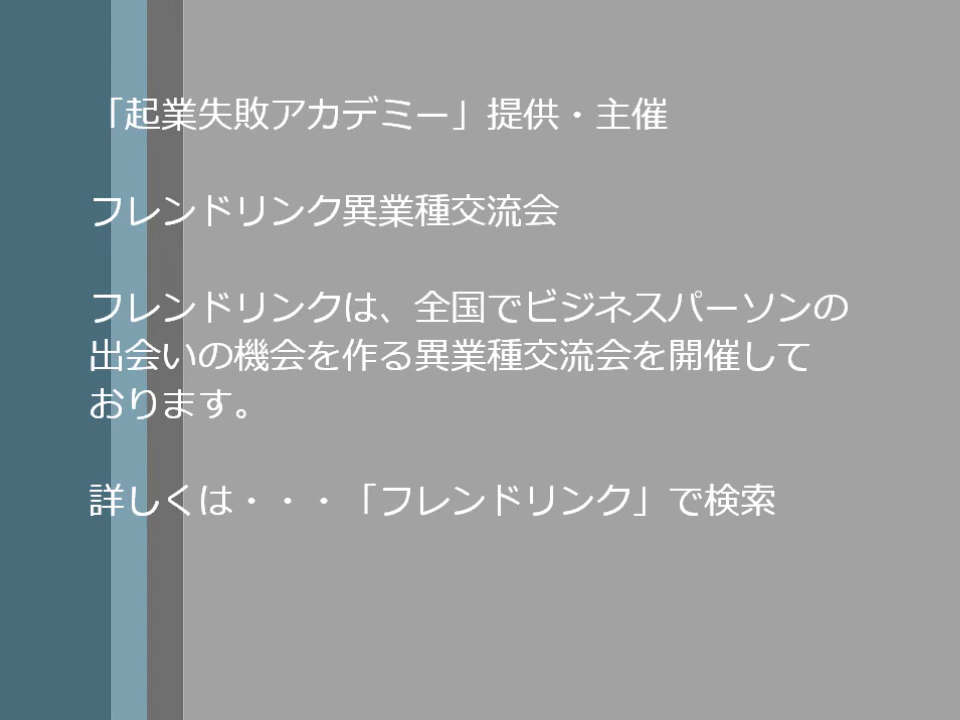 「起業失敗アカデミー」提供・主催
フレンドリンク異業種交流会
フレンドリンクは、全国でビジネスパーソンの
出会いの機会を作る異業種交流会を開催して
おります。
詳しくは・・・「フレンドリンク」で検索